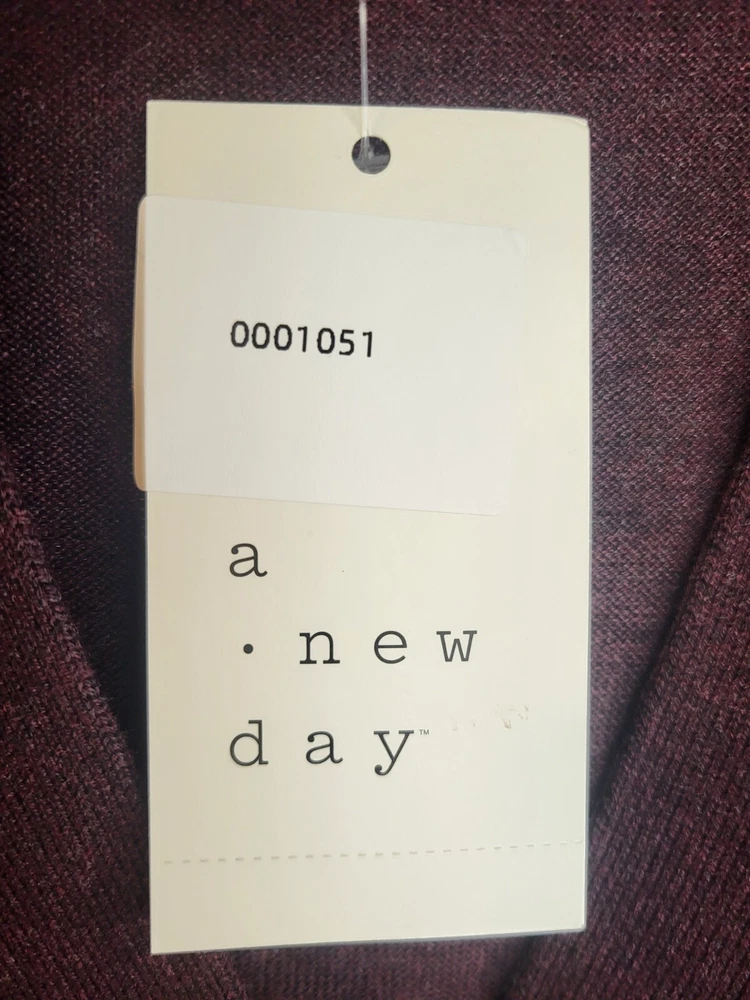 0001051
a
· new
day™